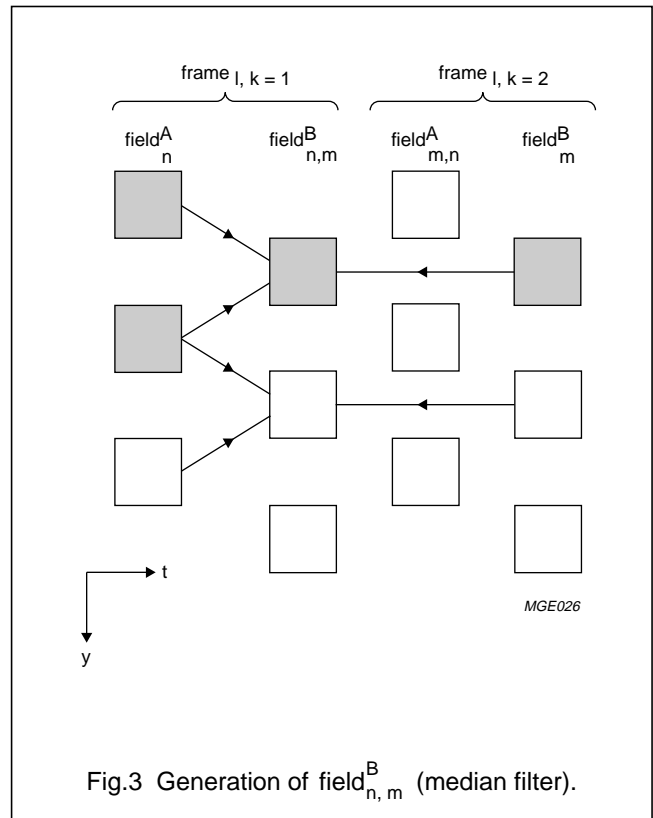 frame l, k = 1 frame l, k = 2
field A n field B n,m field A m,n field B m
t
MGE026
y
Fig.3 Generation of field B n, m (median filter).